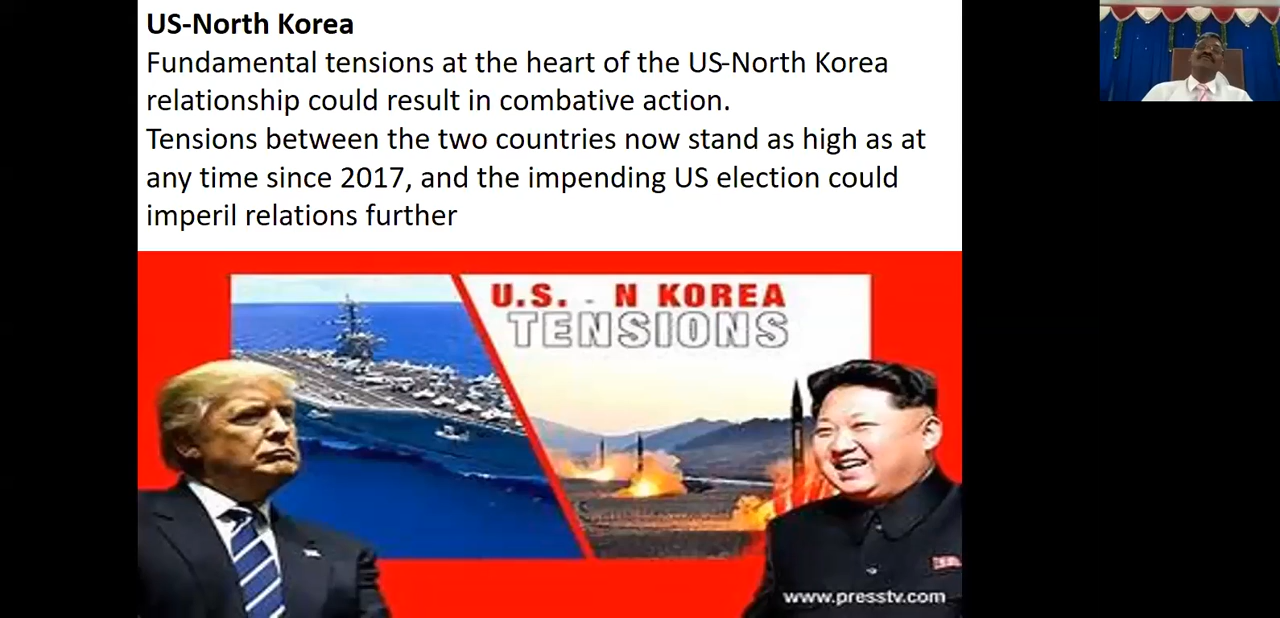 US-North Korea
Fundamental tensions at the heart of the US-North Korea
relationship could result in combative action.
Tensions between the two countries now stand as high as at
any time since 2017, and the impending US election could
imperil relations further
U.S. - N KOREA
TENSIONS
www.presstv.com